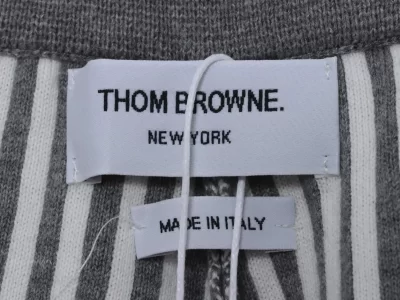 THOM BROWNE.
NEW YORK
MADE IN ITALY